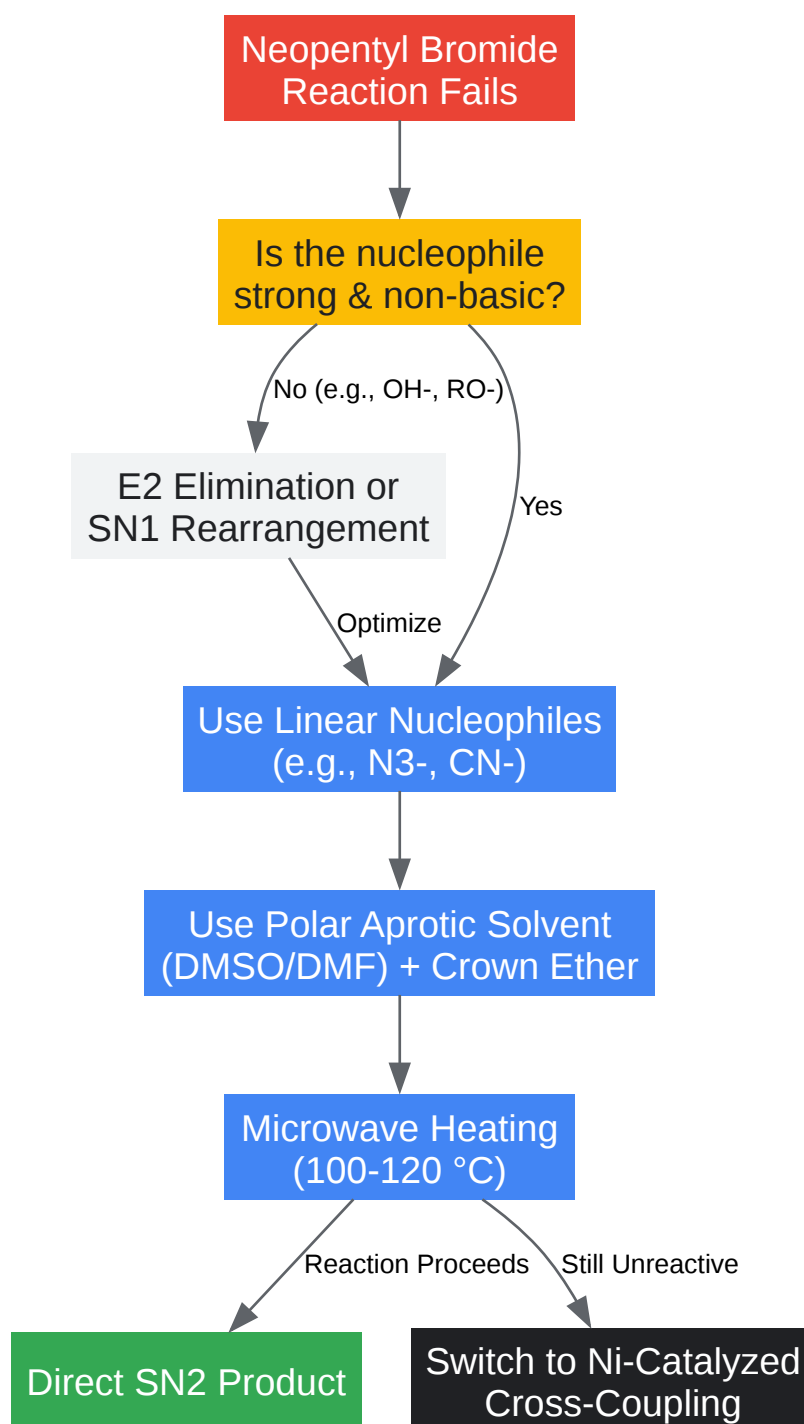 Neopentyl Bromide
Reaction Fails
Is the nucleophile
strong & non-basic?
No (e.g., OH-, RO-)
E2 Elimination or
SN1 Rearrangement
Yes
Optimize
Use Linear Nucleophiles
(e.g., N3-, CN-)
Use Polar Aprotic Solvent
(DMSO/DMF) + Crown Ether
Microwave Heating
(100-120 °C)
Reaction Proceeds
Still Unreactive
Direct SN2 Product
Switch to Ni-Catalyzed
Cross-Coupling